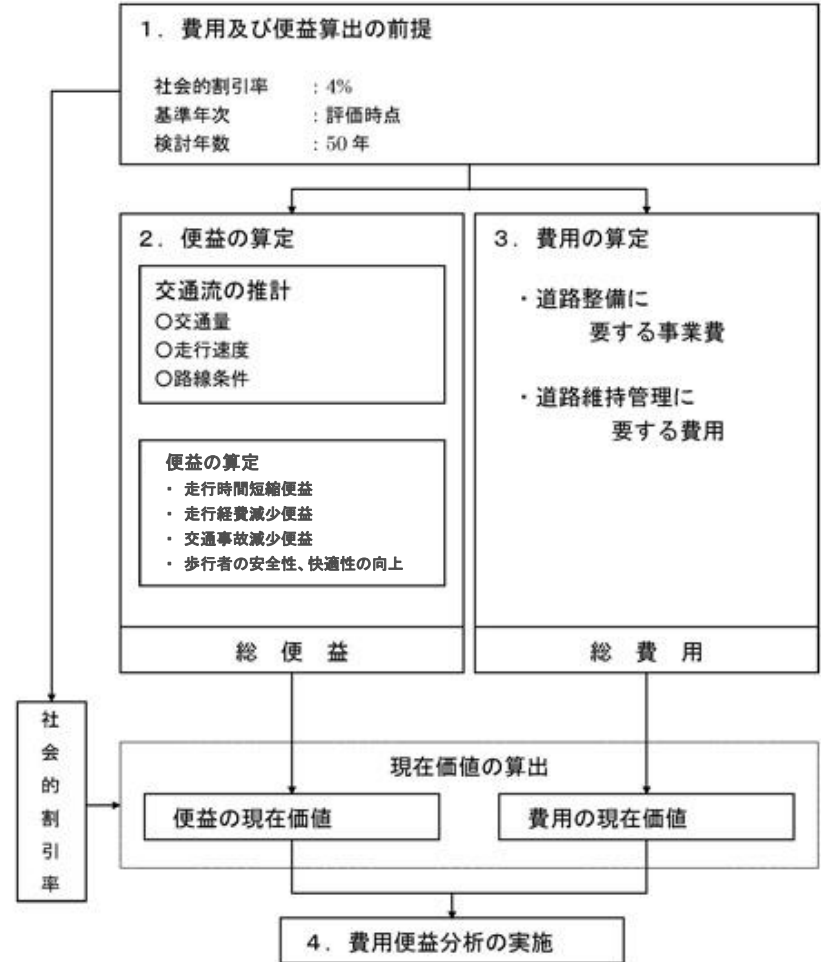 １．費用及び便益算出の前提
社会的割引率 : 4%
基準年次 : 評価時点
検討年数 : 50 年
２．便益の算定
交通流の推計
〇交通量
〇走行速度
〇路線条件
便益の算定
・ 走行時間短縮便益
・ 走行経費減少便益
・ 交通事故減少便益
・ 歩行者の安全性、快適性の向上
総 便 益
３．費用の算定
・道路整備に
要する事業費
・道路維持管理に
要する費用
総 費 用
社会的割引率
現在価値の算出
便益の現在価値
費用の現在価値
４．費用便益分析の実施